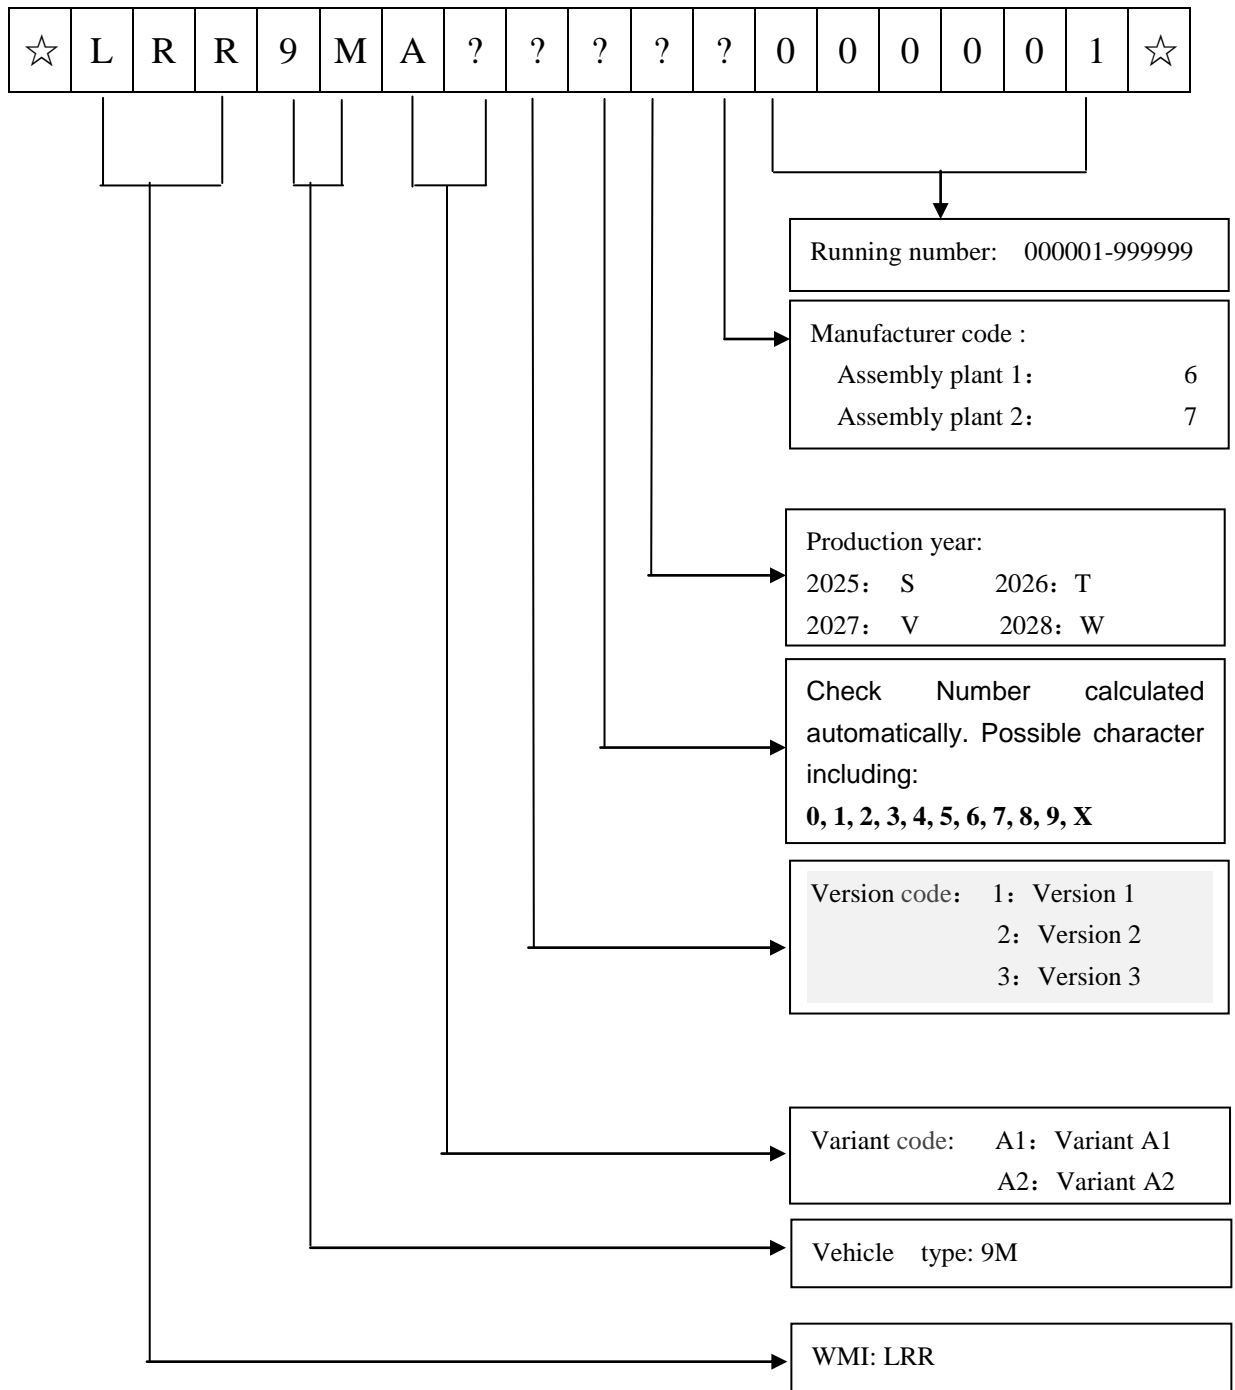 ☆ L R R 9 M A ? ? ? ? ? 0 0 0 0 0 1 ☆
Running number: 000001-999999
Manufacturer code :
Assembly plant 1： 6
Assembly plant 2： 7
Production year:
2025： S 2026：T
2027： V 2028：W
Check Number calculated
automatically. Possible character
including:
0, 1, 2, 3, 4, 5, 6, 7, 8, 9, X
Version code： 1：Version 1
2：Version 2
3：Version 3
Variant code: A1：Variant A1
A2：Variant A2
Vehicle type: 9M
WMI: LRR